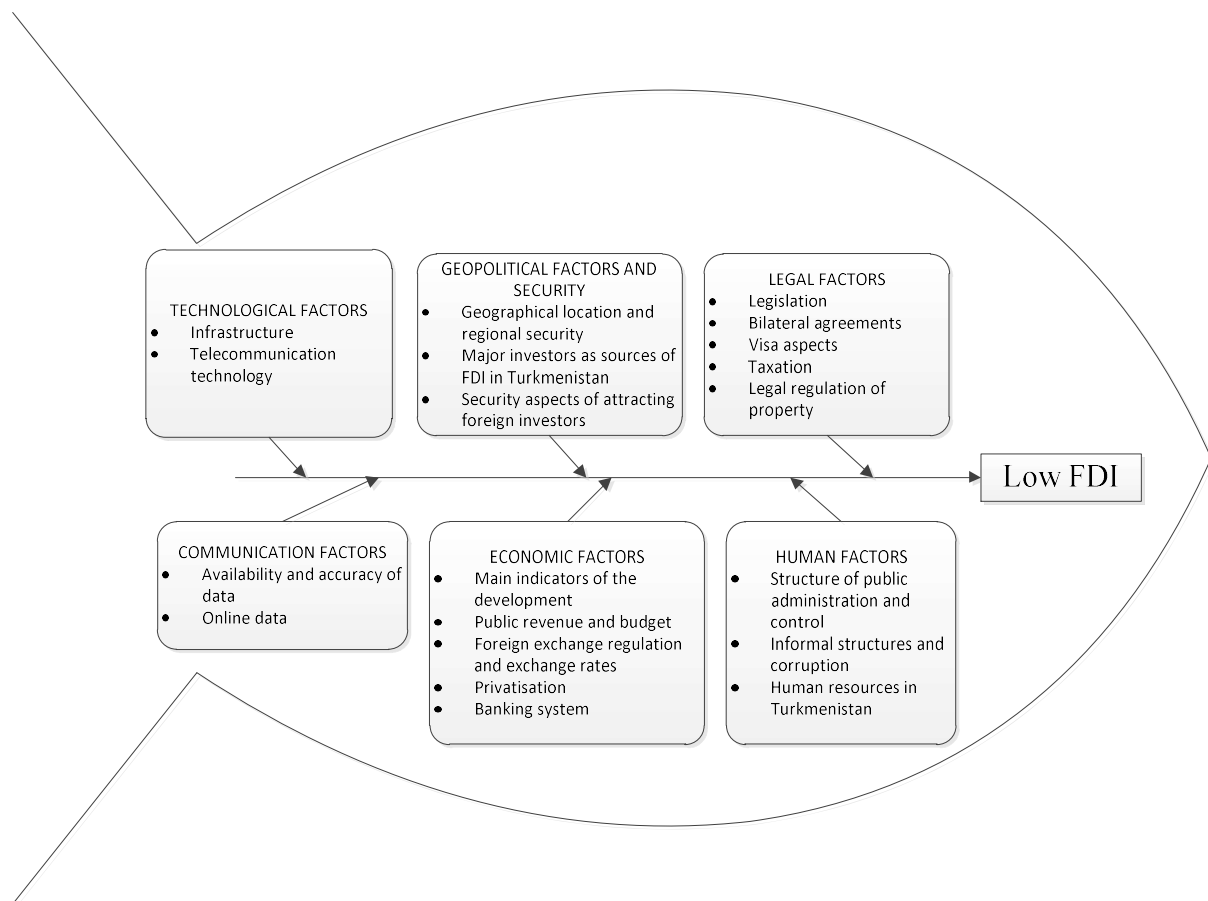 TECHNOLOGICAL FACTORS
• Infrastructure
• Telecommunication
technology
GEOPOLITICAL FACTORS AND
SECURITY
• Geographical location and
regional security
• Major investors as sources of
FDI in Turkmenistan
• Security aspects of attracting
foreign investors
LEGAL FACTORS
• Legislation
• Bilateral agreements
• Visa aspects
• Taxation
• Legal regulation of
property
Low FDI
COMMUNICATION FACTORS
• Availability and accuracy of
data
• Online data
ECONOMIC FACTORS
• Main indicators of the
development
• Public revenue and budget
• Foreign exchange regulation
and exchange rates
• Privatisation
• Banking system
HUMAN FACTORS
• Structure of public
administration and
control
• Informal structures and
corruption
• Human resources in
Turkmenistan